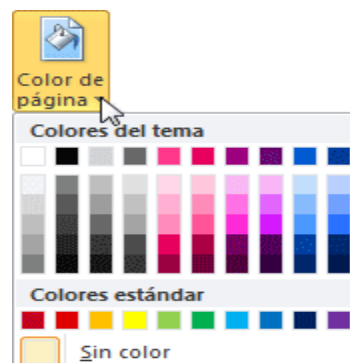 Color de
página
Colores del tema
Colores estándar
Sin color